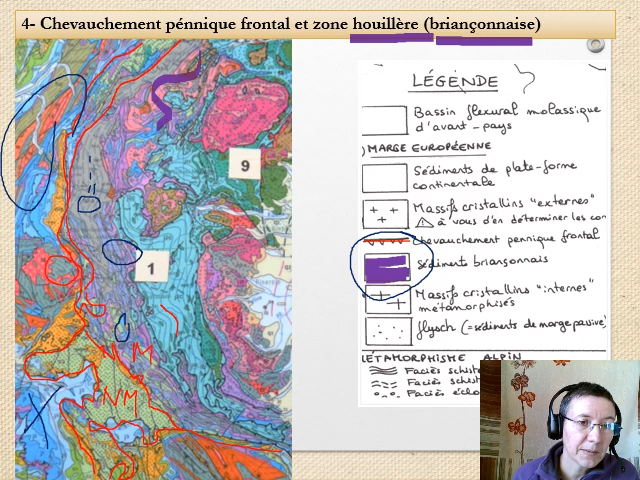 4- Chevauchement pénnique frontal et zone houillère (briançonnaise)
9
1
NM
NM
LÉGENDE
Bassin flexural molassique
d'avant-pays
) MARGE EUROPÉENNE
Sédiments de plate-forme
continentale
Massifs cristallins "externes"
à vous d'en déterminer les con
Chevauchement pennique frontal
Sédiments briançonnais
Massifs cristallins "internes"
métamorphisés
flysch (= sédiments de marge passive)
MÉTAMORPHISME ALPIN
Faciès schist
Faciès schist
Faciès éclo